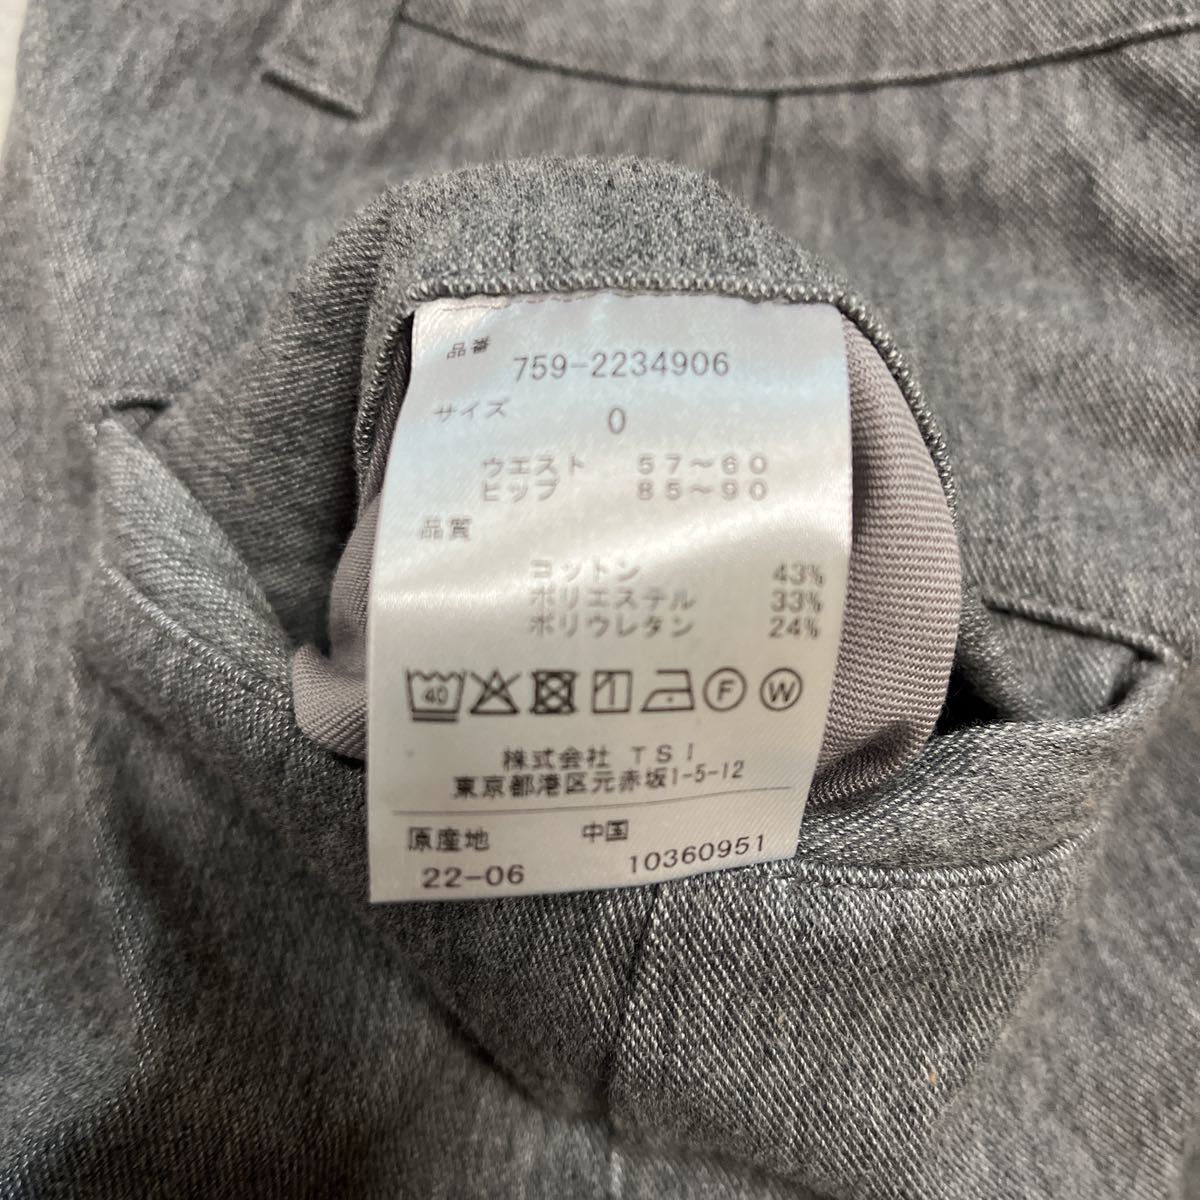 品番 759-2234906
サイズ 0
ウエスト 57〜60
ヒップ 85〜90
品質
コットン 43%
ポリエステル 33%
ポリウレタン 24%
40 F W
株式会社 TSI
東京都港区元赤坂1-5-12
原産地 中国
22-06 10360951